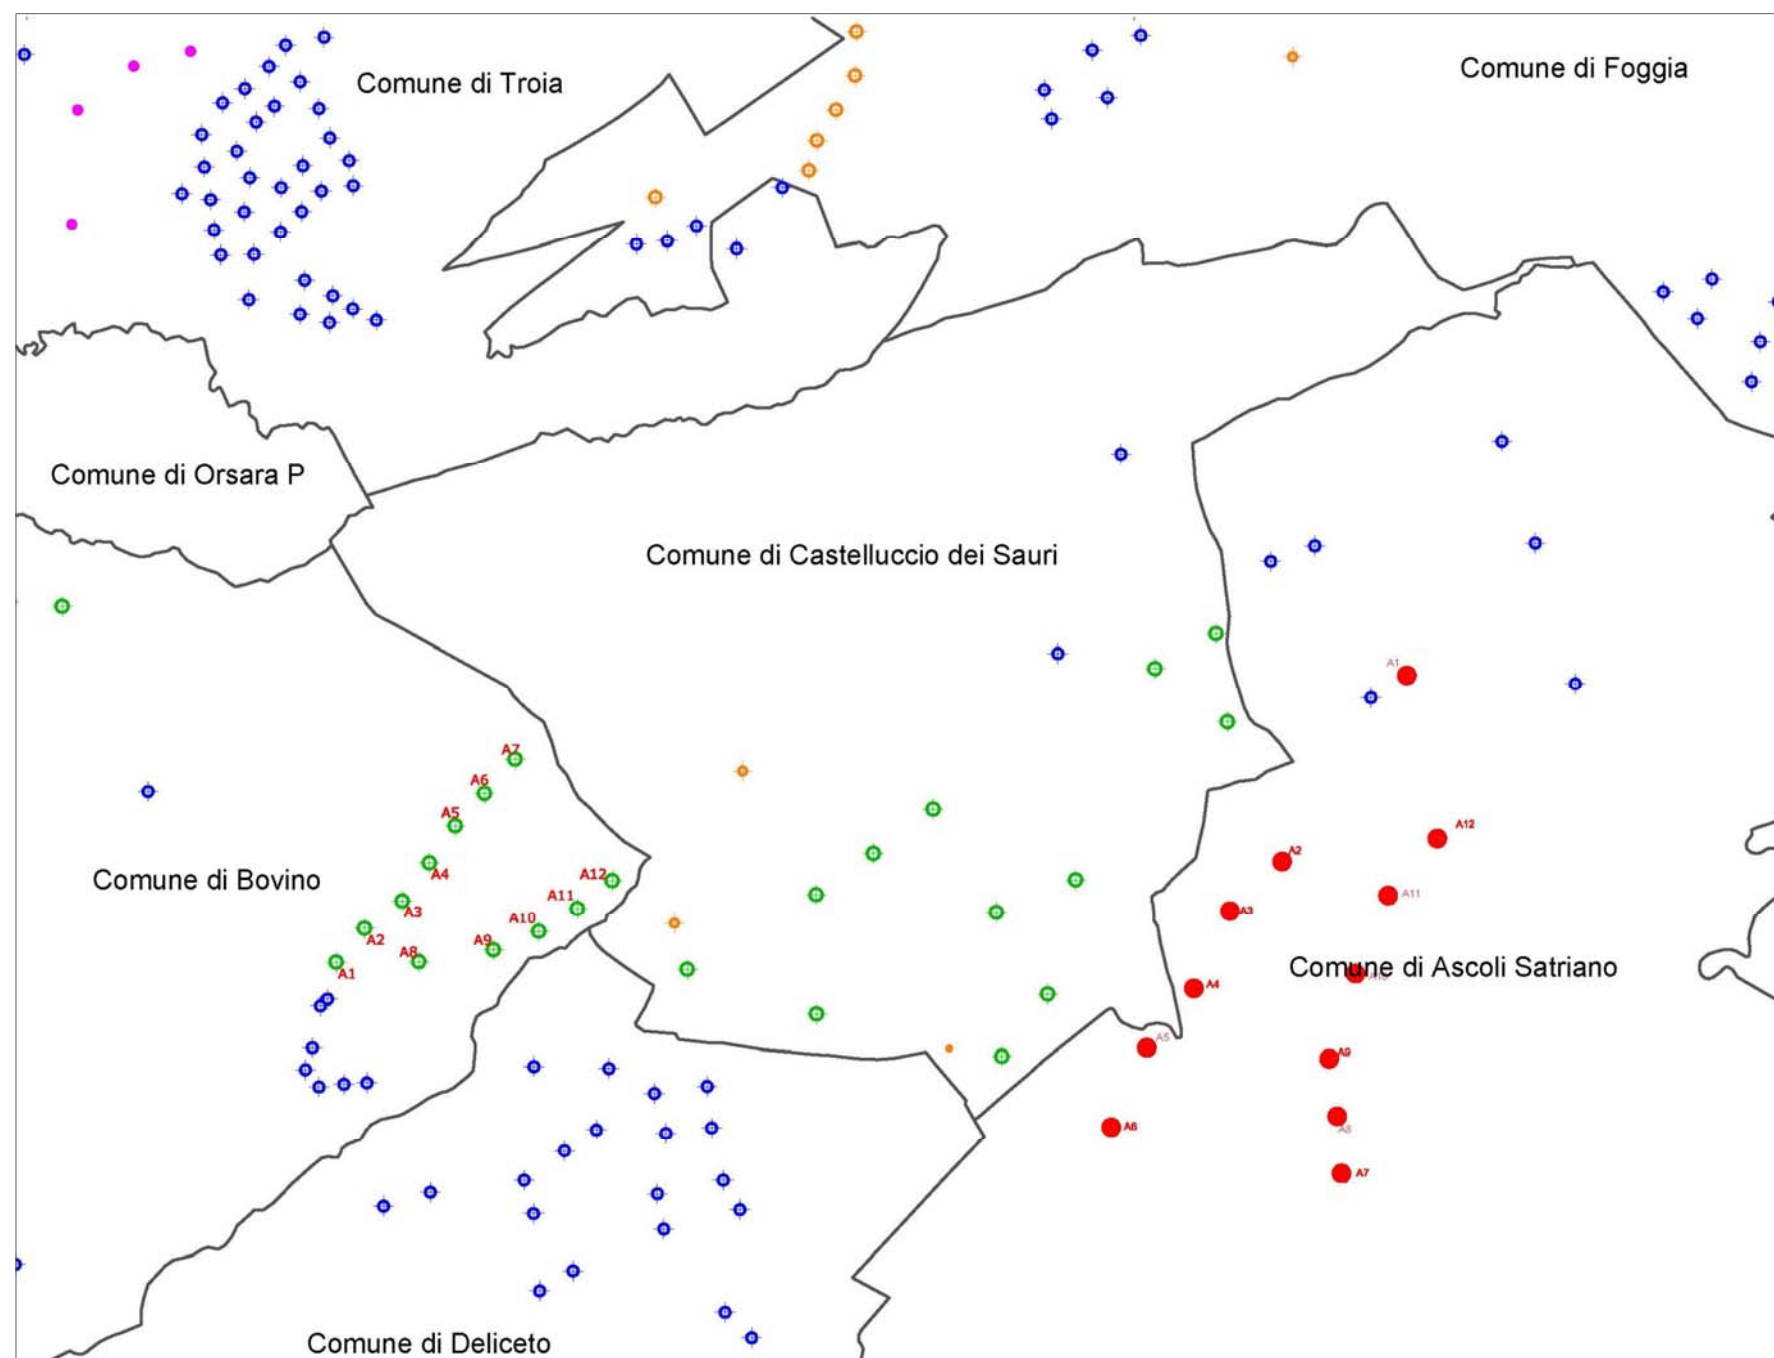 Comune di Foggia
Comune di Troia
Comune di Orsara P
Comune di Castelluccio dei Sauri
A1
A7
A6
A5
A12
A4
A2
A12
Comune di Bovino
A11
A11
A3
A3
A10
A2
A9
A8
A1
Comune di Ascoli Satriano
A4
A5
A9
A6
A8
A7
Comune di Deliceto